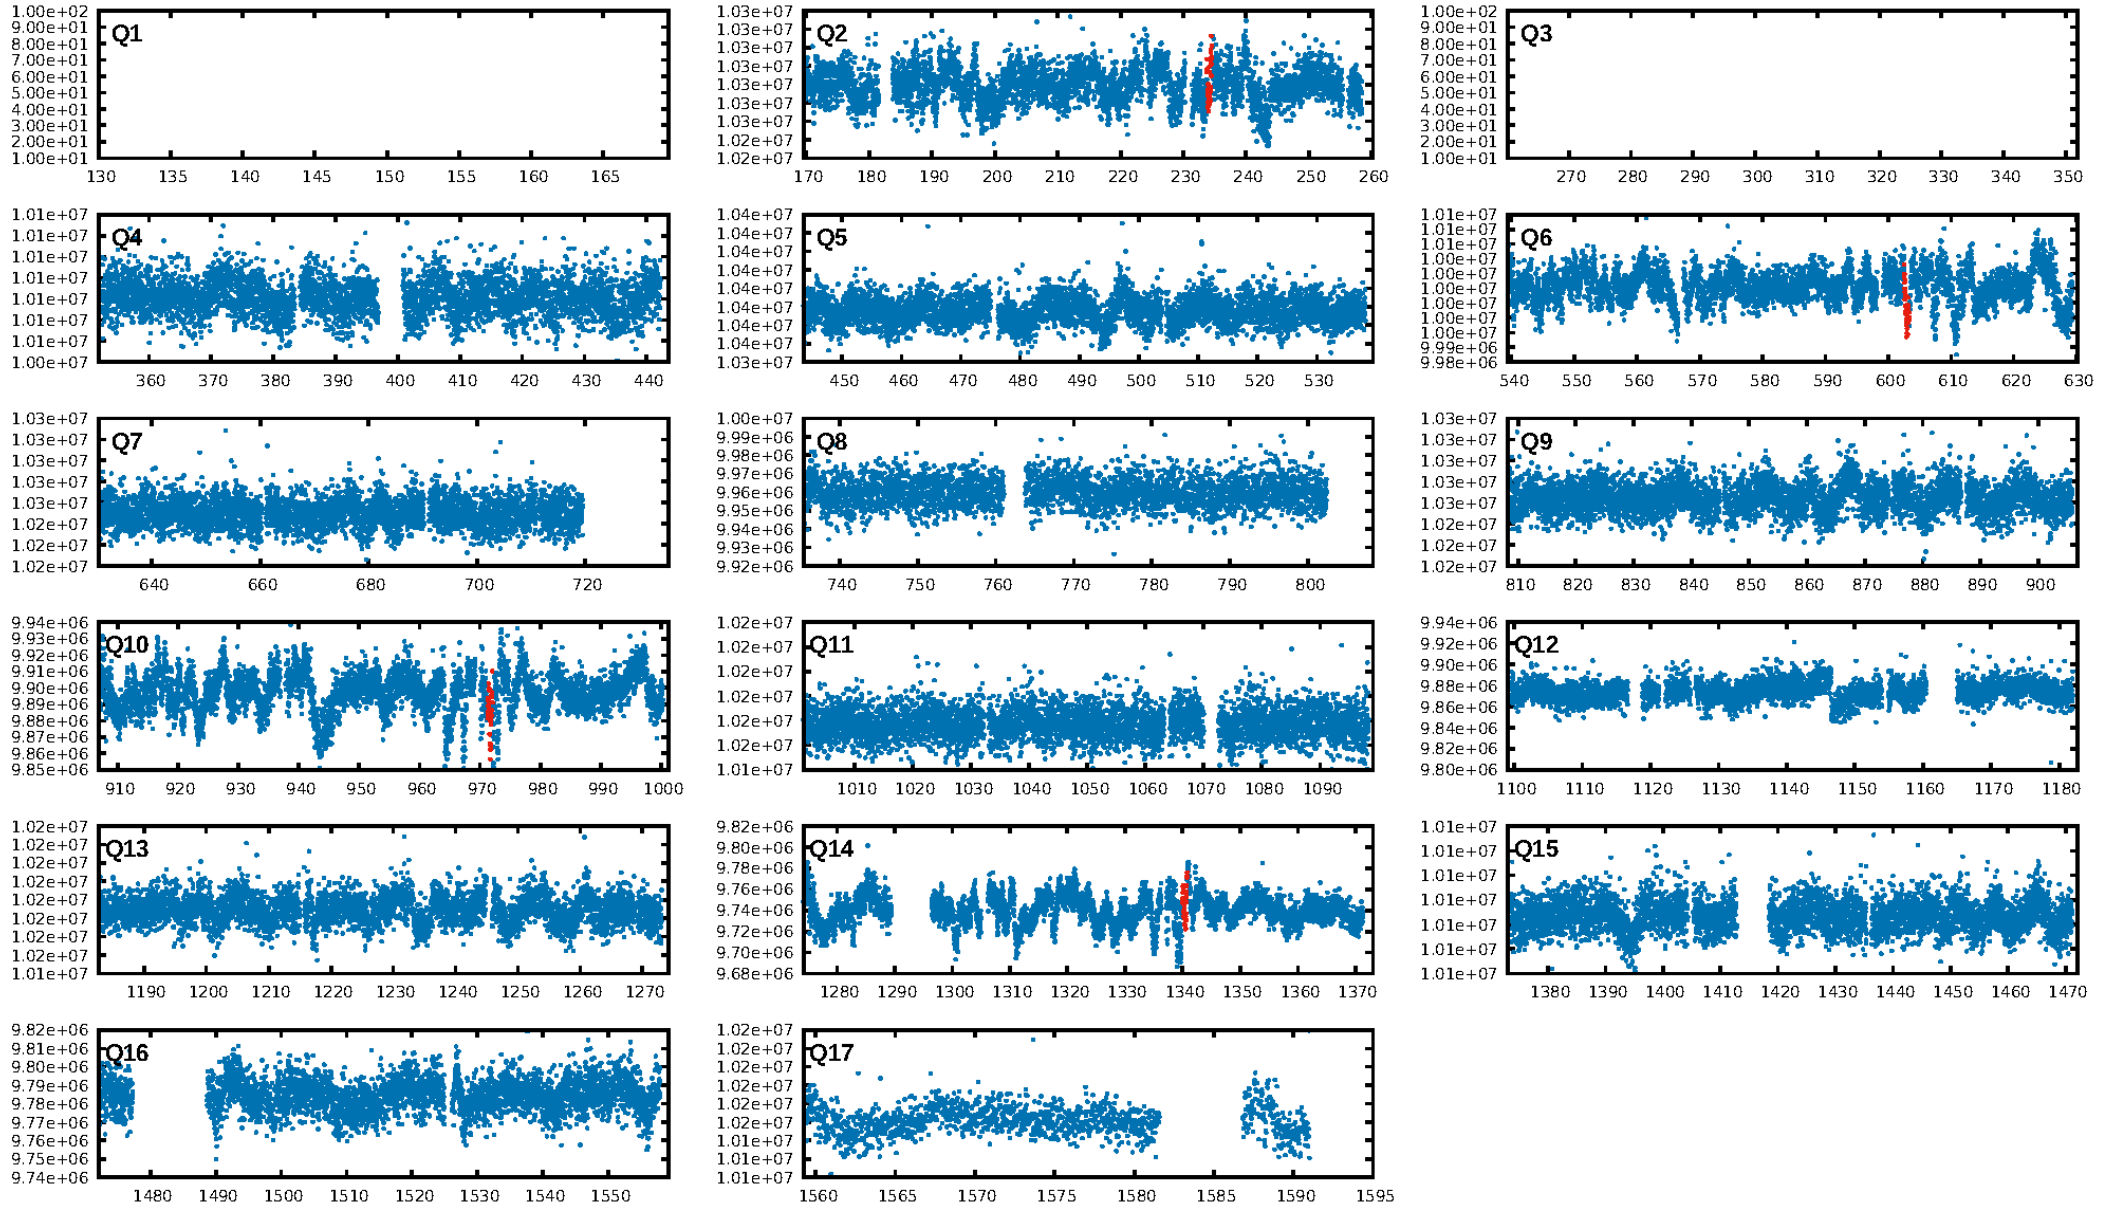 1.00e+02
9.00e+01
8.00e+01
7.00e+01
6.00e+01
5.00e+01
4.00e+01
3.00e+01
2.00e+01
1.00e+01
Q1
130 135 140 145 150 155 160 165
1.03e+07
1.03e+07
1.03e+07
1.03e+07
1.03e+07
1.03e+07
1.03e+07
1.02e+07
1.02e+07
Q2
170 180 190 200 210 220 230 240 250 260
1.00e+02
9.00e+01
8.00e+01
7.00e+01
6.00e+01
5.00e+01
4.00e+01
3.00e+01
2.00e+01
1.00e+01
Q3
270 280 290 300 310 320 330 340 350
1.01e+07
1.01e+07
1.01e+07
1.01e+07
1.01e+07
1.01e+07
1.01e+07
1.00e+07
Q4
360 370 380 390 400 410 420 430 440
1.04e+07
1.04e+07
1.04e+07
1.04e+07
1.04e+07
1.04e+07
1.04e+07
1.04e+07
1.03e+07
Q5
450 460 470 480 490 500 510 520 530
1.01e+07
1.01e+07
1.01e+07
1.00e+07
1.00e+07
1.00e+07
1.00e+07
1.00e+07
1.00e+07
9.99e+06
9.98e+06
Q6
540 550 560 570 580 590 600 610 620 630
1.03e+07
1.03e+07
1.03e+07
1.03e+07
1.03e+07
1.02e+07
1.02e+07
1.02e+07
Q7
640 660 680 700 720
1.00e+07
9.99e+06
9.98e+06
9.97e+06
9.96e+06
9.95e+06
9.94e+06
9.93e+06
9.92e+06
Q8
740 750 760 770 780 790 800
1.03e+07
1.03e+07
1.03e+07
1.03e+07
1.03e+07
1.02e+07
1.02e+07
1.02e+07
Q9
810 820 830 840 850 860 870 880 890 900
9.94e+06
9.93e+06
9.92e+06
9.91e+06
9.90e+06
9.89e+06
9.88e+06
9.87e+06
9.86e+06
9.85e+06
Q10
910 920 930 940 950 960 970 980 990 1000
1.02e+07
1.02e+07
1.02e+07
1.02e+07
1.02e+07
1.02e+07
1.01e+07
Q11
1010 1020 1030 1040 1050 1060 1070 1080 1090
9.94e+06
9.92e+06
9.90e+06
9.88e+06
9.86e+06
9.84e+06
9.82e+06
9.80e+06
Q12
1100 1110 1120 1130 1140 1150 1160 1170 1180
1.02e+07
1.02e+07
1.02e+07
1.02e+07
1.02e+07
1.02e+07
1.02e+07
1.02e+07
1.01e+07
Q13
1190 1200 1210 1220 1230 1240 1250 1260 1270
9.82e+06
9.80e+06
9.78e+06
9.76e+06
9.74e+06
9.72e+06
9.70e+06
9.68e+06
Q14
1280 1290 1300 1310 1320 1330 1340 1350 1360 1370
1.01e+07
1.01e+07
1.01e+07
1.01e+07
1.01e+07
1.01e+07
1.01e+07
Q15
1380 1390 1400 1410 1420 1430 1440 1450 1460 1470
9.82e+06
9.81e+06
9.80e+06
9.79e+06
9.78e+06
9.77e+06
9.76e+06
9.75e+06
9.74e+06
Q16
1480 1490 1500 1510 1520 1530 1540 1550
1.02e+07
1.02e+07
1.02e+07
1.02e+07
1.02e+07
1.02e+07
1.01e+07
1.01e+07
1.01e+07
Q17
1560 1565 1570 1575 1580 1585 1590 1595